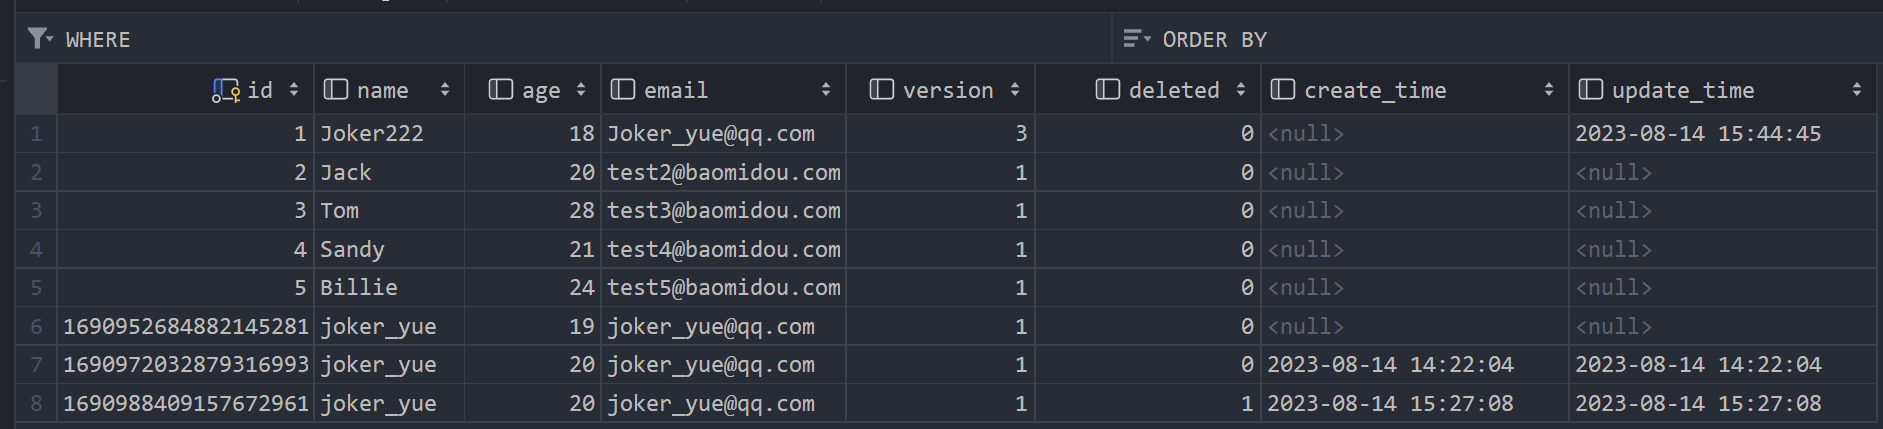 WHERE ORDER BY
id name age email version deleted create_time update_time
1 1 Joker222 18 Joker_yue@qq.com 3 0 <null> 2023-08-14 15:44:45
2 2 Jack 20 test2@baomidou.com 1 0 <null> <null>
3 3 Tom 28 test3@baomidou.com 1 0 <null> <null>
4 4 Sandy 21 test4@baomidou.com 1 0 <null> <null>
5 5 Billie 24 test5@baomidou.com 1 0 <null> <null>
6 1690952684882145281 joker_yue 19 joker_yue@qq.com 1 0 <null> <null>
7 1690972032879316993 joker_yue 20 joker_yue@qq.com 1 0 2023-08-14 14:22:04 2023-08-14 14:22:04
8 1690988409157672961 joker_yue 20 joker_yue@qq.com 1 1 2023-08-14 15:27:08 2023-08-14 15:27:08